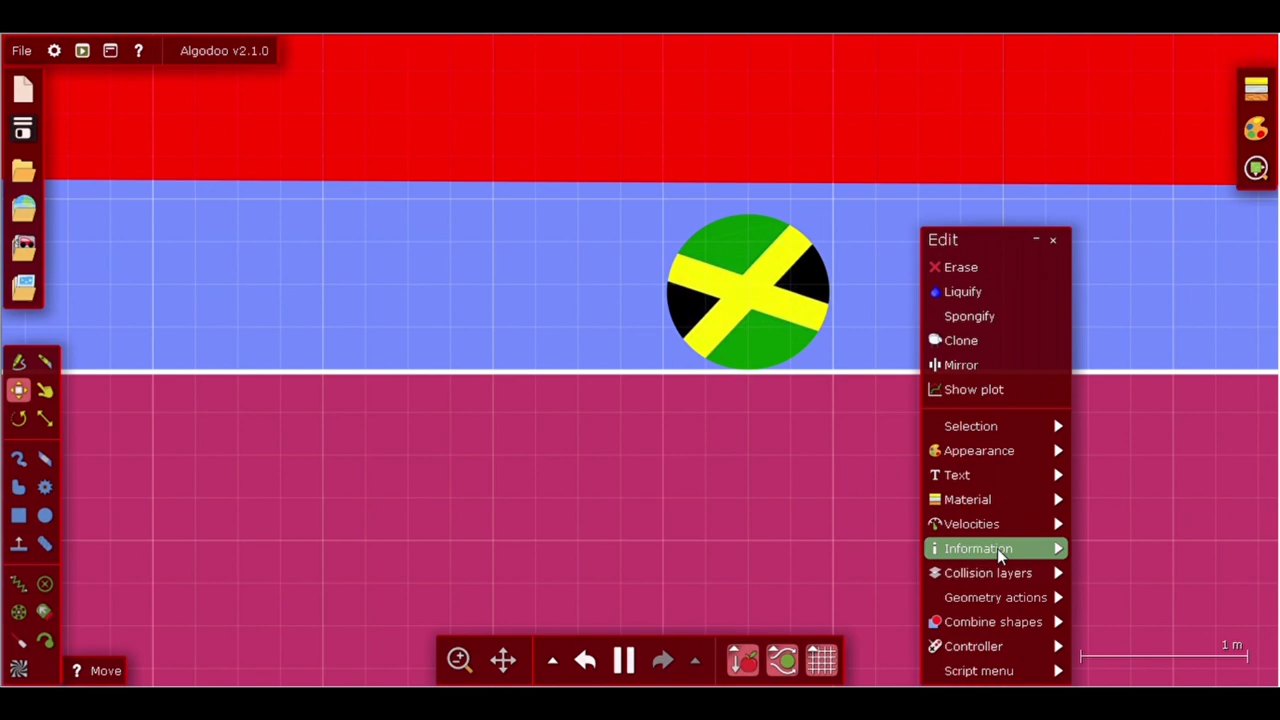 File
?
Algodoo v2.1.0
Edit
Erase
Liquify
Spongify
Clone
Mirror
Show plot
Selection
Appearance
T Text
Material
Velocities
i Information
Collision layers
Geometry actions
Combine shapes
Controller
Script menu
1 m
? Move